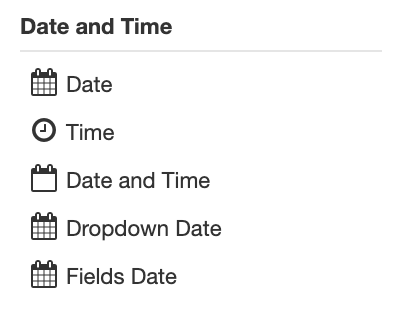 Date and Time
Date
Time
Date and Time
Dropdown Date
Fields Date